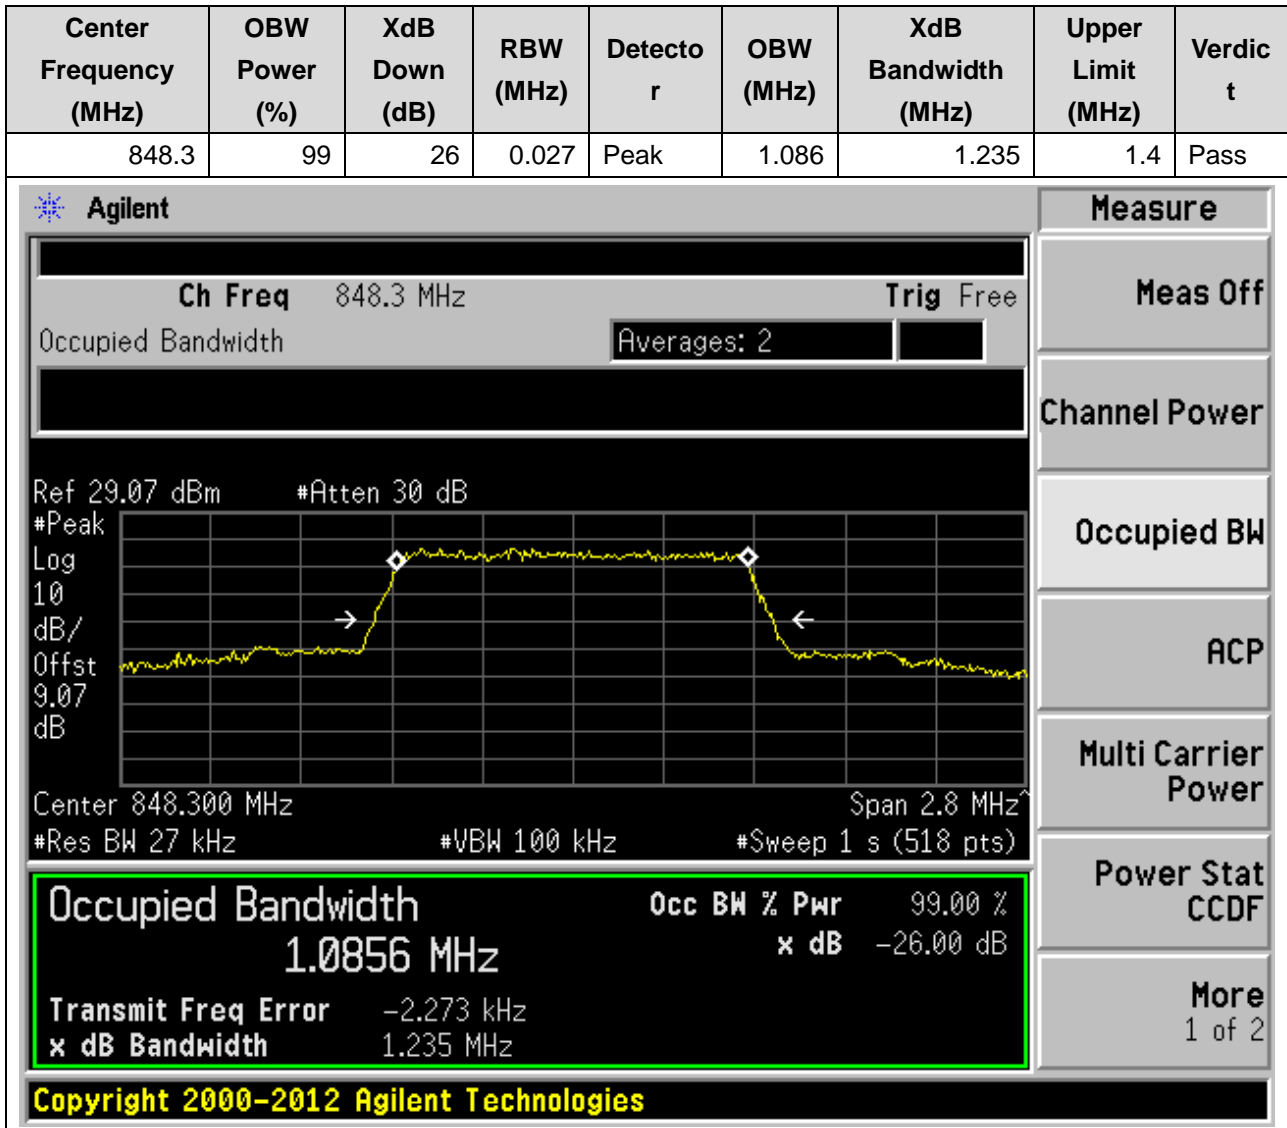 Center Frequency (MHz) OBW Power (%) XdB Down (dB) RBW (MHz) Detector OBW (MHz) XdB Bandwidth (MHz) Upper Limit (MHz) Verdict
848.3 99 26 0.027 Peak 1.086 1.235 1.4 Pass
Agilent
Measure
Ch Freq 848.3 MHz Trig Free
Meas Off
Occupied Bandwidth Averages: 2
Channel Power
Ref 29.07 dBm #Atten 30 dB
#Peak
Log
10
dB/
Offst
9.07
dB
Occupied BW
ACP
Multi Carrier
Power
Center 848.300 MHz Span 2.8 MHz^
#Res BW 27 kHz #VBW 100 kHz #Sweep 1 s (518 pts)
Power Stat
CCDF
Occupied Bandwidth Occ BW % Pwr 99.00 %
1.0856 MHz x dB -26.00 dB
Transmit Freq Error -2.273 kHz
x dB Bandwidth 1.235 MHz
More
1 of 2
Copyright 2000-2012 Agilent Technologies